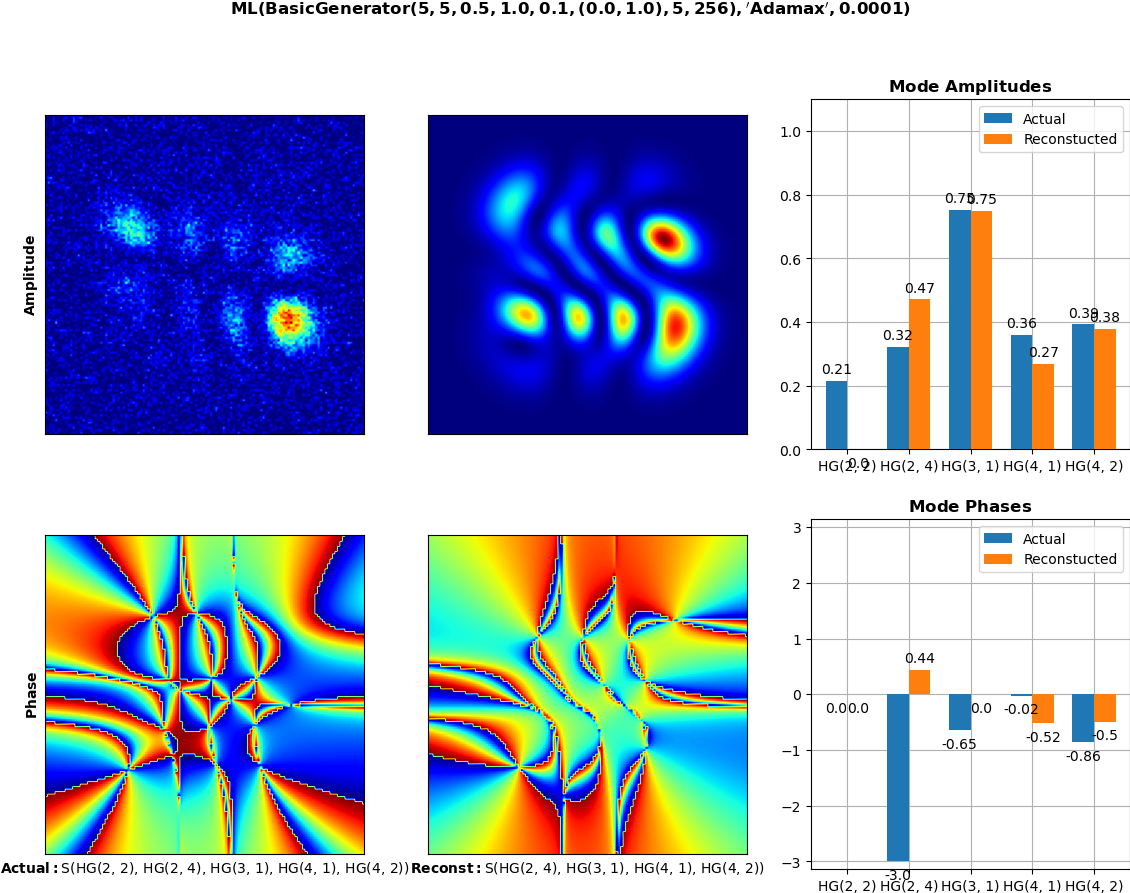 ML(BasicGenerator(5, 5, 0.5, 1.0, 0.1, (0.0, 1.0), 5, 256), 'Adamax', 0.0001)
Mode Amplitudes
Amplitude
1.0
0.8
0.6
0.4
0.2
0.0
Actual
Reconstucted
0.21
0.0
0.32
0.47
0.75
0.75
0.36
0.27
0.39
0.38
HG(2, 2)
HG(2, 4)
HG(3, 1)
HG(4, 1)
HG(4, 2)
Mode Phases
Phase
3
2
1
0
−1
−2
−3
Actual
Reconstucted
0.0
0.0
-3.0
0.44
-0.65
0.0
-0.02
-0.52
-0.86
-0.5
HG(2, 2)
HG(2, 4)
HG(3, 1)
HG(4, 1)
HG(4, 2)
Actual: S(HG(2, 2), HG(2, 4), HG(3, 1), HG(4, 1), HG(4, 2))
Reconst: S(HG(2, 4), HG(3, 1), HG(4, 1), HG(4, 2))